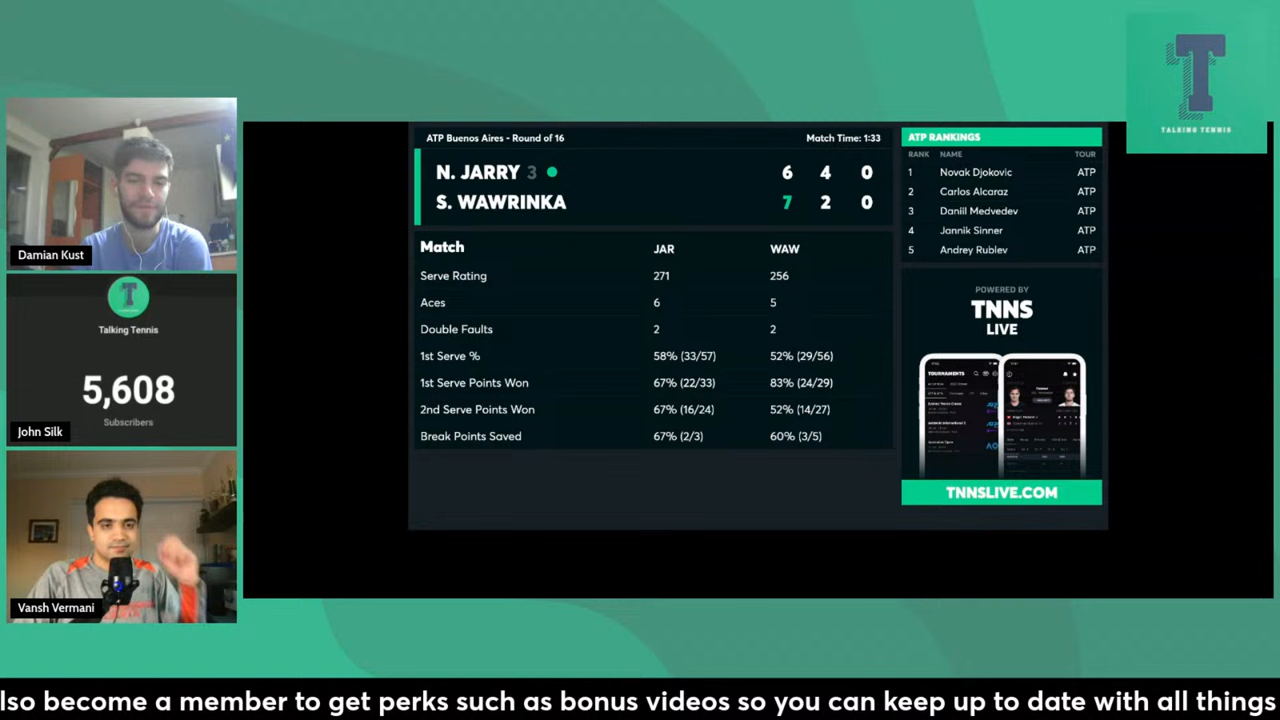 T
TALKING TENNIS
Damian Kust
T
Talking Tennis
5,608
Subscribers
John Silk
Vansh Vermani
ATP Buenos Aires - Round of 16
Match Time: 1:33
N. JARRY 3 6 4 0
S. WAWRINKA 7 2 0
Match JAR WAW
Serve Rating 271 256
Aces 6 5
Double Faults 2 2
1st Serve % 58% (33/57) 52% (29/56)
1st Serve Points Won 67% (22/33) 83% (24/29)
2nd Serve Points Won 67% (16/24) 52% (14/27)
Break Points Saved 67% (2/3) 60% (3/5)
ATP RANKINGS
RANK NAME TOUR
1 Novak Djokovic ATP
2 Carlos Alcaraz ATP
3 Daniil Medvedev ATP
4 Jannik Sinner ATP
5 Andrey Rublev ATP
POWERED BY
TNNS
LIVE
TOURNAMENTS
TNNSLIVE.COM
lso become a member to get perks such as bonus videos so you can keep up to date with all things